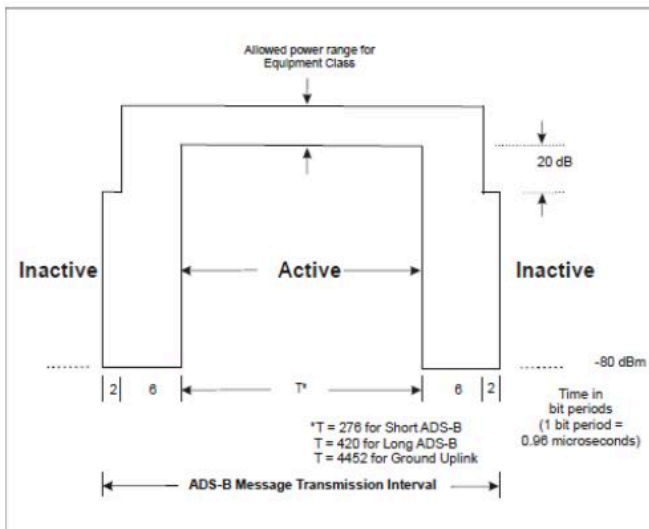 Allowed power range for
Equipment Class
20 dB
Inactive
Active
Inactive
-80 dBm
2
6
T*
6
2
Time in
bit periods
(1 bit period =
0.96 microseconds)
*T = 276 for Short ADS-B
T = 420 for Long ADS-B
T = 4452 for Ground Uplink
ADS-B Message Transmission Interval